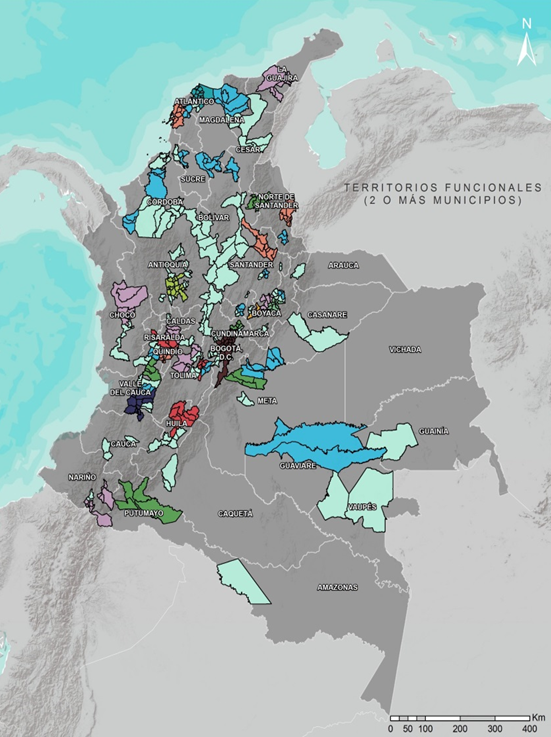 N
LA
GUAJIRA
ATLÁNTICO
MAGDALENA
CESAR
SUCRE
TERRITORIOS FUNCIONALES
(2 O MÁS MUNICIPIOS)
NORTE DE
SANTANDER
CÓRDOBA
BOLÍVAR
ANTIOQUIA
SANTANDER
ARAUCA
CHOCÓ
BOYACÁ
CASANARE
CALDAS
CUNDINAMARCA
RISARALDA
BOGOTÁ
D.C.
QUINDIO
VICHADA
TOLIMA
VALLE
DEL CAUCA
META
HUILA
GUAINÍA
CAUCA
GUAVIARE
NARIÑO
VAUPÉS
PUTUMAYO
CAQUETÁ
AMAZONAS
Km
0 50 100 200 300 400